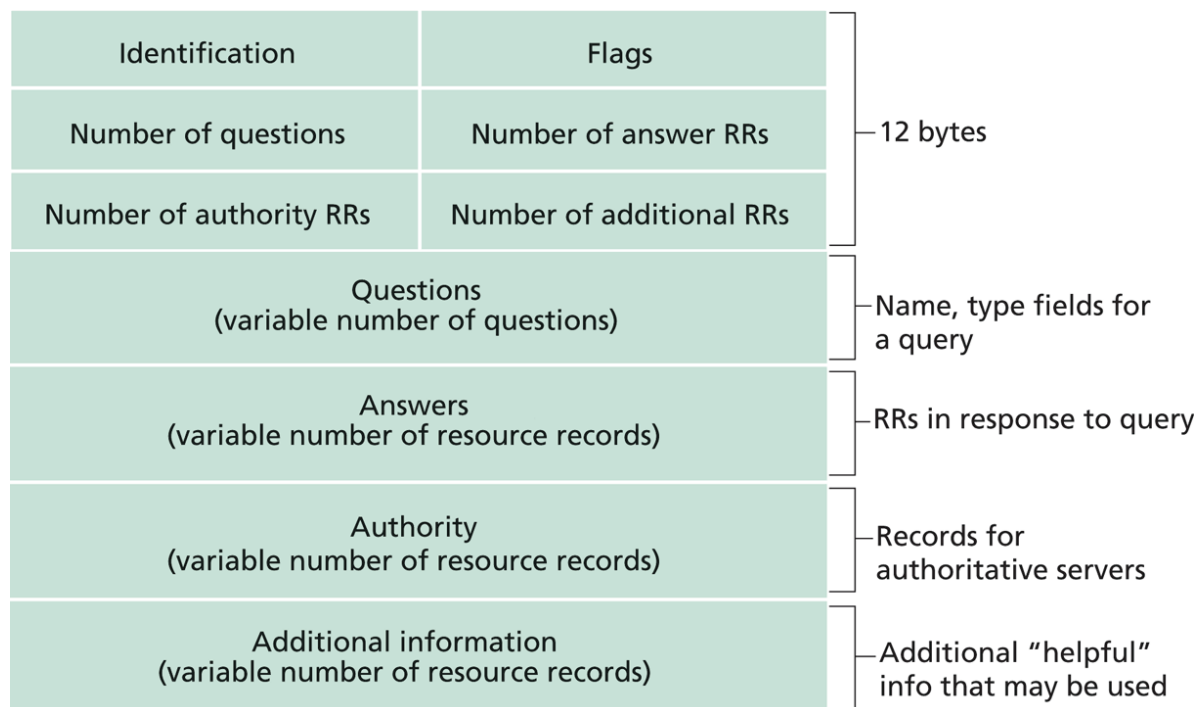 Identification
Flags
12 bytes
Number of questions
Number of answer RRs
Number of authority RRs
Number of additional RRs
Questions
(variable number of questions)
Name, type fields for
a query
Answers
(variable number of resource records)
RRs in response to query
Authority
(variable number of resource records)
Records for
authoritative servers
Additional information
(variable number of resource records)
Additional “helpful”
info that may be used